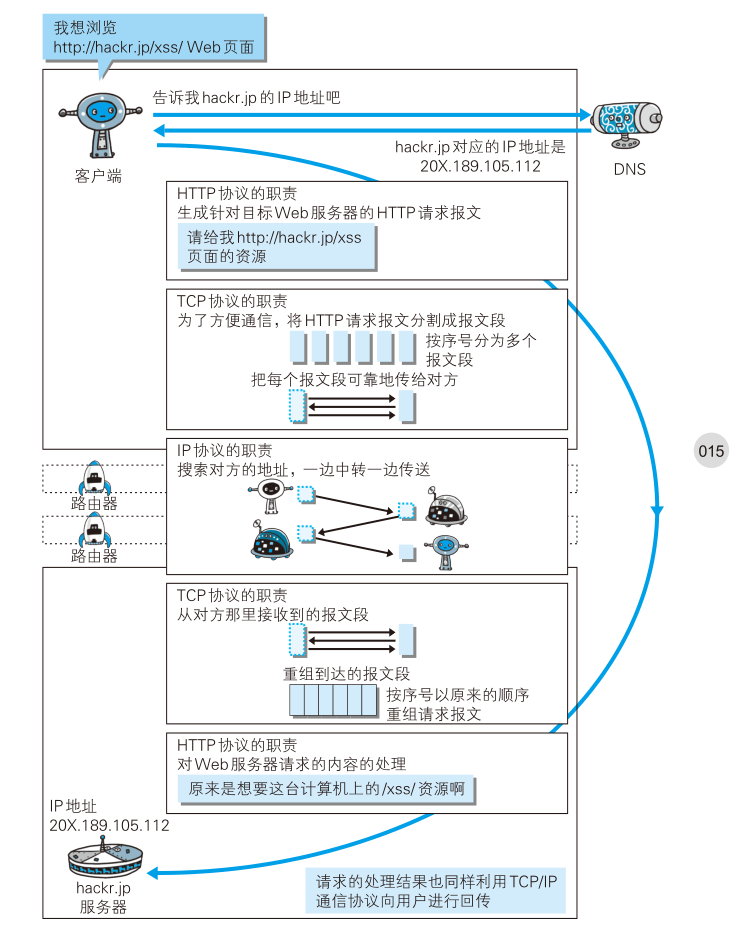 我想浏览
http://hackr.jp/xss/ Web页面
告诉我hackr.jp的IP地址吧
hackr.jp对应的IP地址是
20X.189.105.112
客户端
DNS
HTTP协议的职责
生成针对目标Web服务器的HTTP请求报文
请给我http://hackr.jp/xss
页面的资源
TCP协议的职责
为了方便通信，将HTTP请求报文分割成报文段
按序号分为多个
报文段
把每个报文段可靠地传给对方
015
IP协议的职责
搜索对方的地址，一边中转一边传送
路由器
路由器
TCP协议的职责
从对方那里接收到的报文段
重组到达的报文段
按序号以原来的顺序
重组请求报文
HTTP协议的职责
对Web服务器请求的内容的处理
原来是想要这台计算机上的/xss/资源啊
IP地址
20X.189.105.112
hackr.jp
服务器
请求的处理结果也同样利用TCP/IP
通信协议向用户进行回传